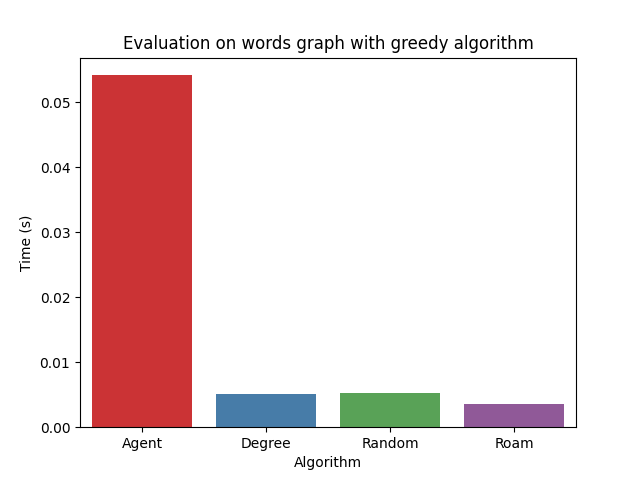 Evaluation on words graph with greedy algorithm
0.05
0.04
0.03
0.02
0.01
0.00
Time (s)
Agent Degree Random Roam
Algorithm